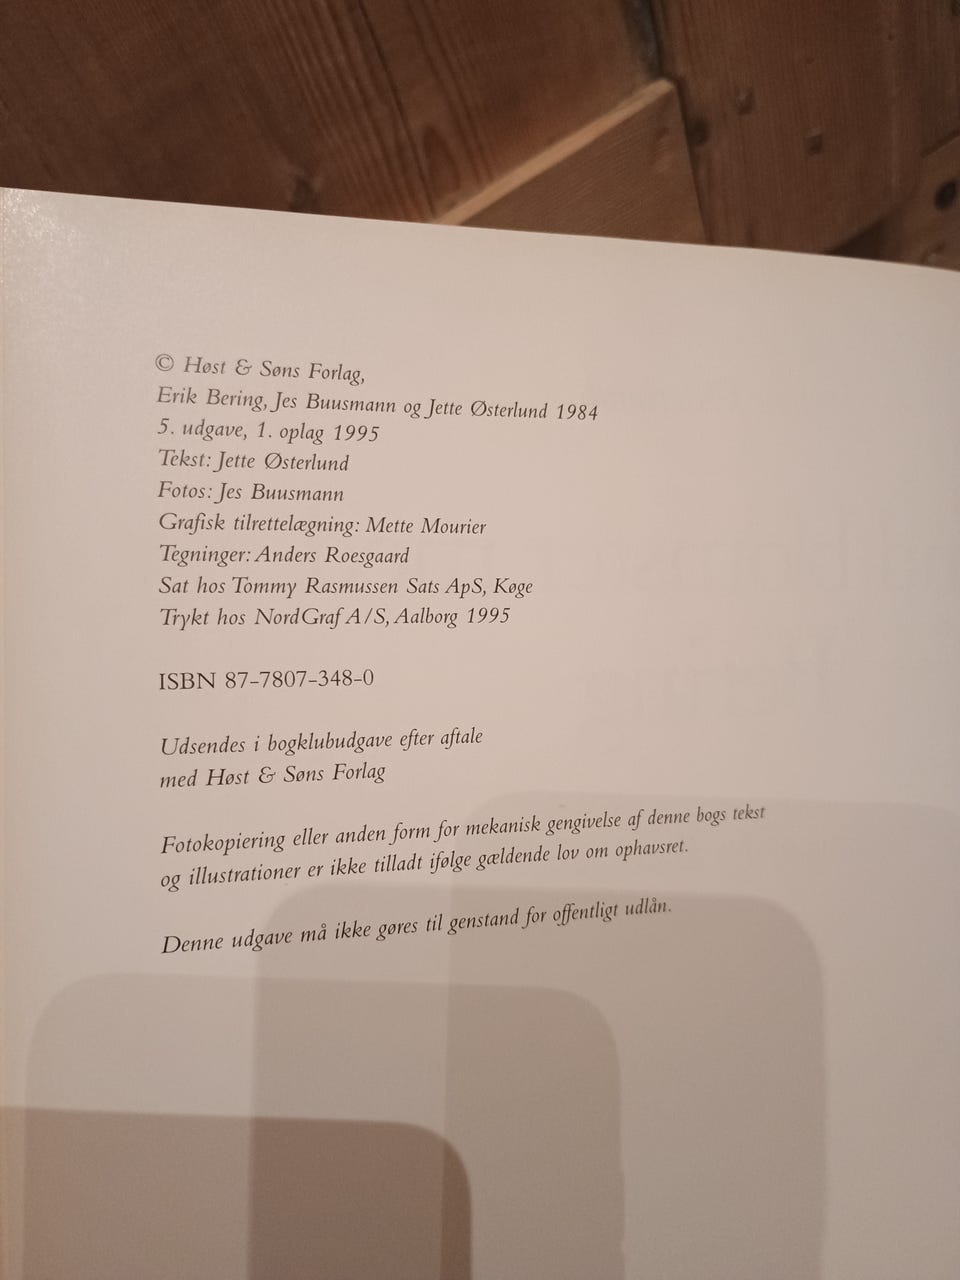 © Høst & Søns Forlag,
Erik Bering, Jes Buusmann og Jette Østerlund 1984
5. udgave, 1. oplag 1995
Tekst: Jette Østerlund
Fotos: Jes Buusmann
Grafisk tilrettelægning: Mette Mourier
Tegninger: Anders Roesgaard
Sat hos Tommy Rasmussen Sats ApS, Køge
Trykt hos NordGraf A/S, Aalborg 1995
ISBN 87-7807-348-0
Udsendes i bogklubudgave efter aftale
med Høst & Søns Forlag
Fotokopiering eller anden form for mekanisk gengivelse af denne bogs tekst
og illustrationer er ikke tilladt ifølge gældende lov om ophavsret.
Denne udgave må ikke gøres til genstand for offentligt udlån.